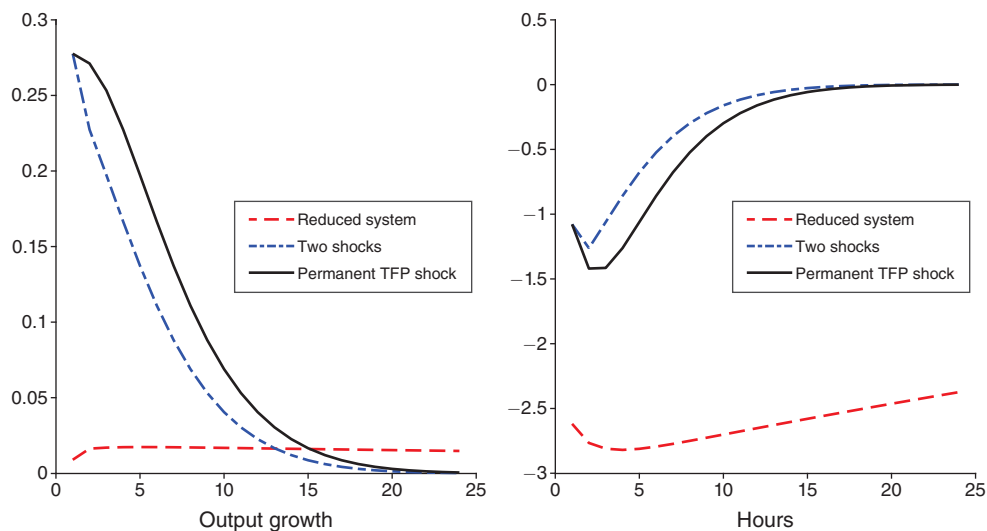 0.3
0.25
0.2
0.15
0.1
0.05
0
0 5 10 15 20 25
Output growth
Reduced system
Two shocks
Permanent TFP shock
0.5
0
−0.5
−1
−1.5
−2
−2.5
−3
0 5 10 15 20 25
Hours
Reduced system
Two shocks
Permanent TFP shock